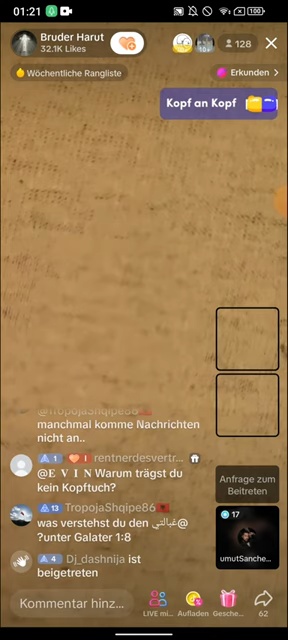 01:21
100
Bruder Harut
32.1K Likes
128
Wöchentliche Rangliste
Erkunden >
Kopf an Kopf
@TropojaShqipe86
manchmal komme Nachrichten
nicht an..
1 I rentnerdesvertr...
@𝐄 𝐕 𝐈 𝐍 Warum trägst du
kein Kopftuch?
13 TropojaShqipe86
was verstehst du den @غبالتي
?unter Galater 1:8
4 Dj_dashnija ist
beigetreten
Anfrage zum
Beitreten
17
umutSanche...
Kommentar hinz...
LIVE mi...
Aufladen
Gesche...
62